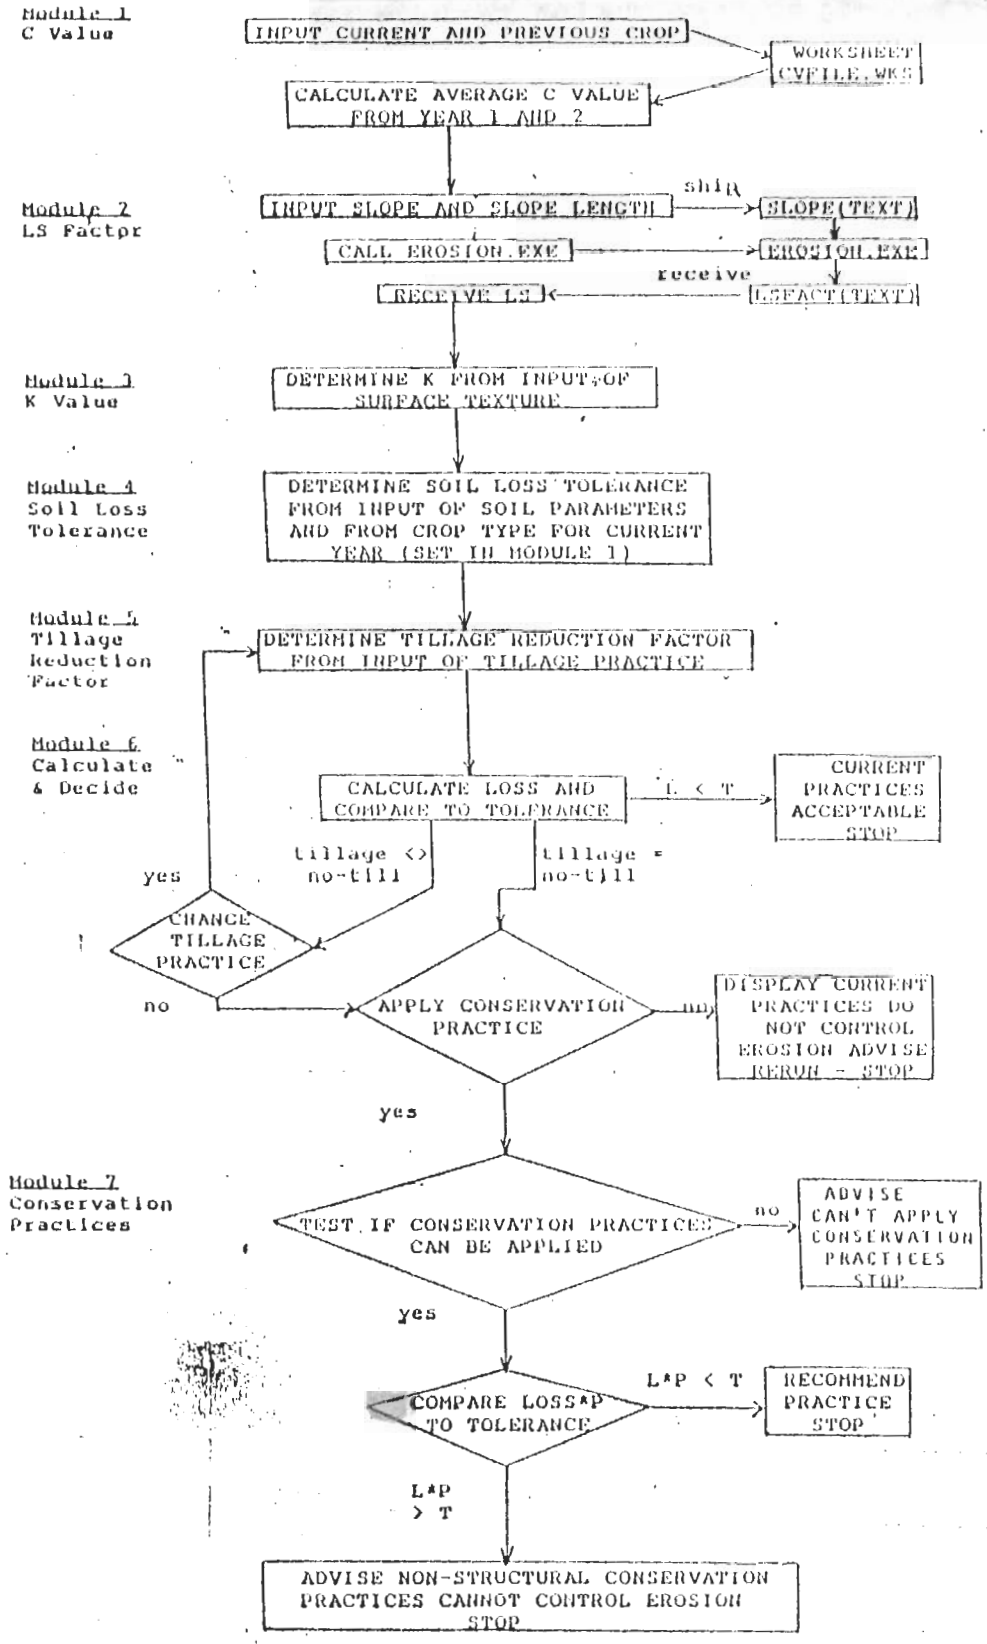 Module 1
C Value
INPUT CURRENT AND PREVIOUS CROP
WORKSHEET
CVFILE.WKS
CALCULATE AVERAGE C VALUE
FROM YEAR 1 AND 2
Module 2
LS Factor
INPUT SLOPE AND SLOPE LENGTH
ship
SLOPE(TEXT)
CALL EROSION.EXE
EROSION.EXE
receive
RECEIVE LS
LSFACT(TEXT)
Module 3
K Value
DETERMINE K FROM INPUT OF
SURFACE TEXTURE
Module 4
Soil Loss
Tolerance
DETERMINE SOIL LOSS TOLERANCE
FROM INPUT OF SOIL PARAMETERS
AND FROM CROP TYPE FOR CURRENT
YEAR (SET IN MODULE 1)
Module 5
Tillage
Reduction
Factor
DETERMINE TILLAGE REDUCTION FACTOR
FROM INPUT OF TILLAGE PRACTICE
Module 6
Calculate
& Decide
CALCULATE LOSS AND
COMPARE TO TOLERANCE
L < T
CURRENT
PRACTICES
ACCEPTABLE
STOP
tillage <>
no-till
tillage =
no-till
yes
CHANGE
TILLAGE
PRACTICE
no
APPLY CONSERVATION
PRACTICE
no
DISPLAY CURRENT
PRACTICES DO
NOT CONTROL
EROSION ADVISE
RERUN - STOP
yes
Module 7
Conservation
Practices
TEST IF CONSERVATION PRACTICES
CAN BE APPLIED
no
ADVISE
CAN'T APPLY
CONSERVATION
PRACTICES
STOP
yes
COMPARE LOSS*P
TO TOLERANCE
L*P < T
RECOMMEND
PRACTICE
STOP
L*P
> T
ADVISE NON-STRUCTURAL CONSERVATION
PRACTICES CANNOT CONTROL EROSION
STOP